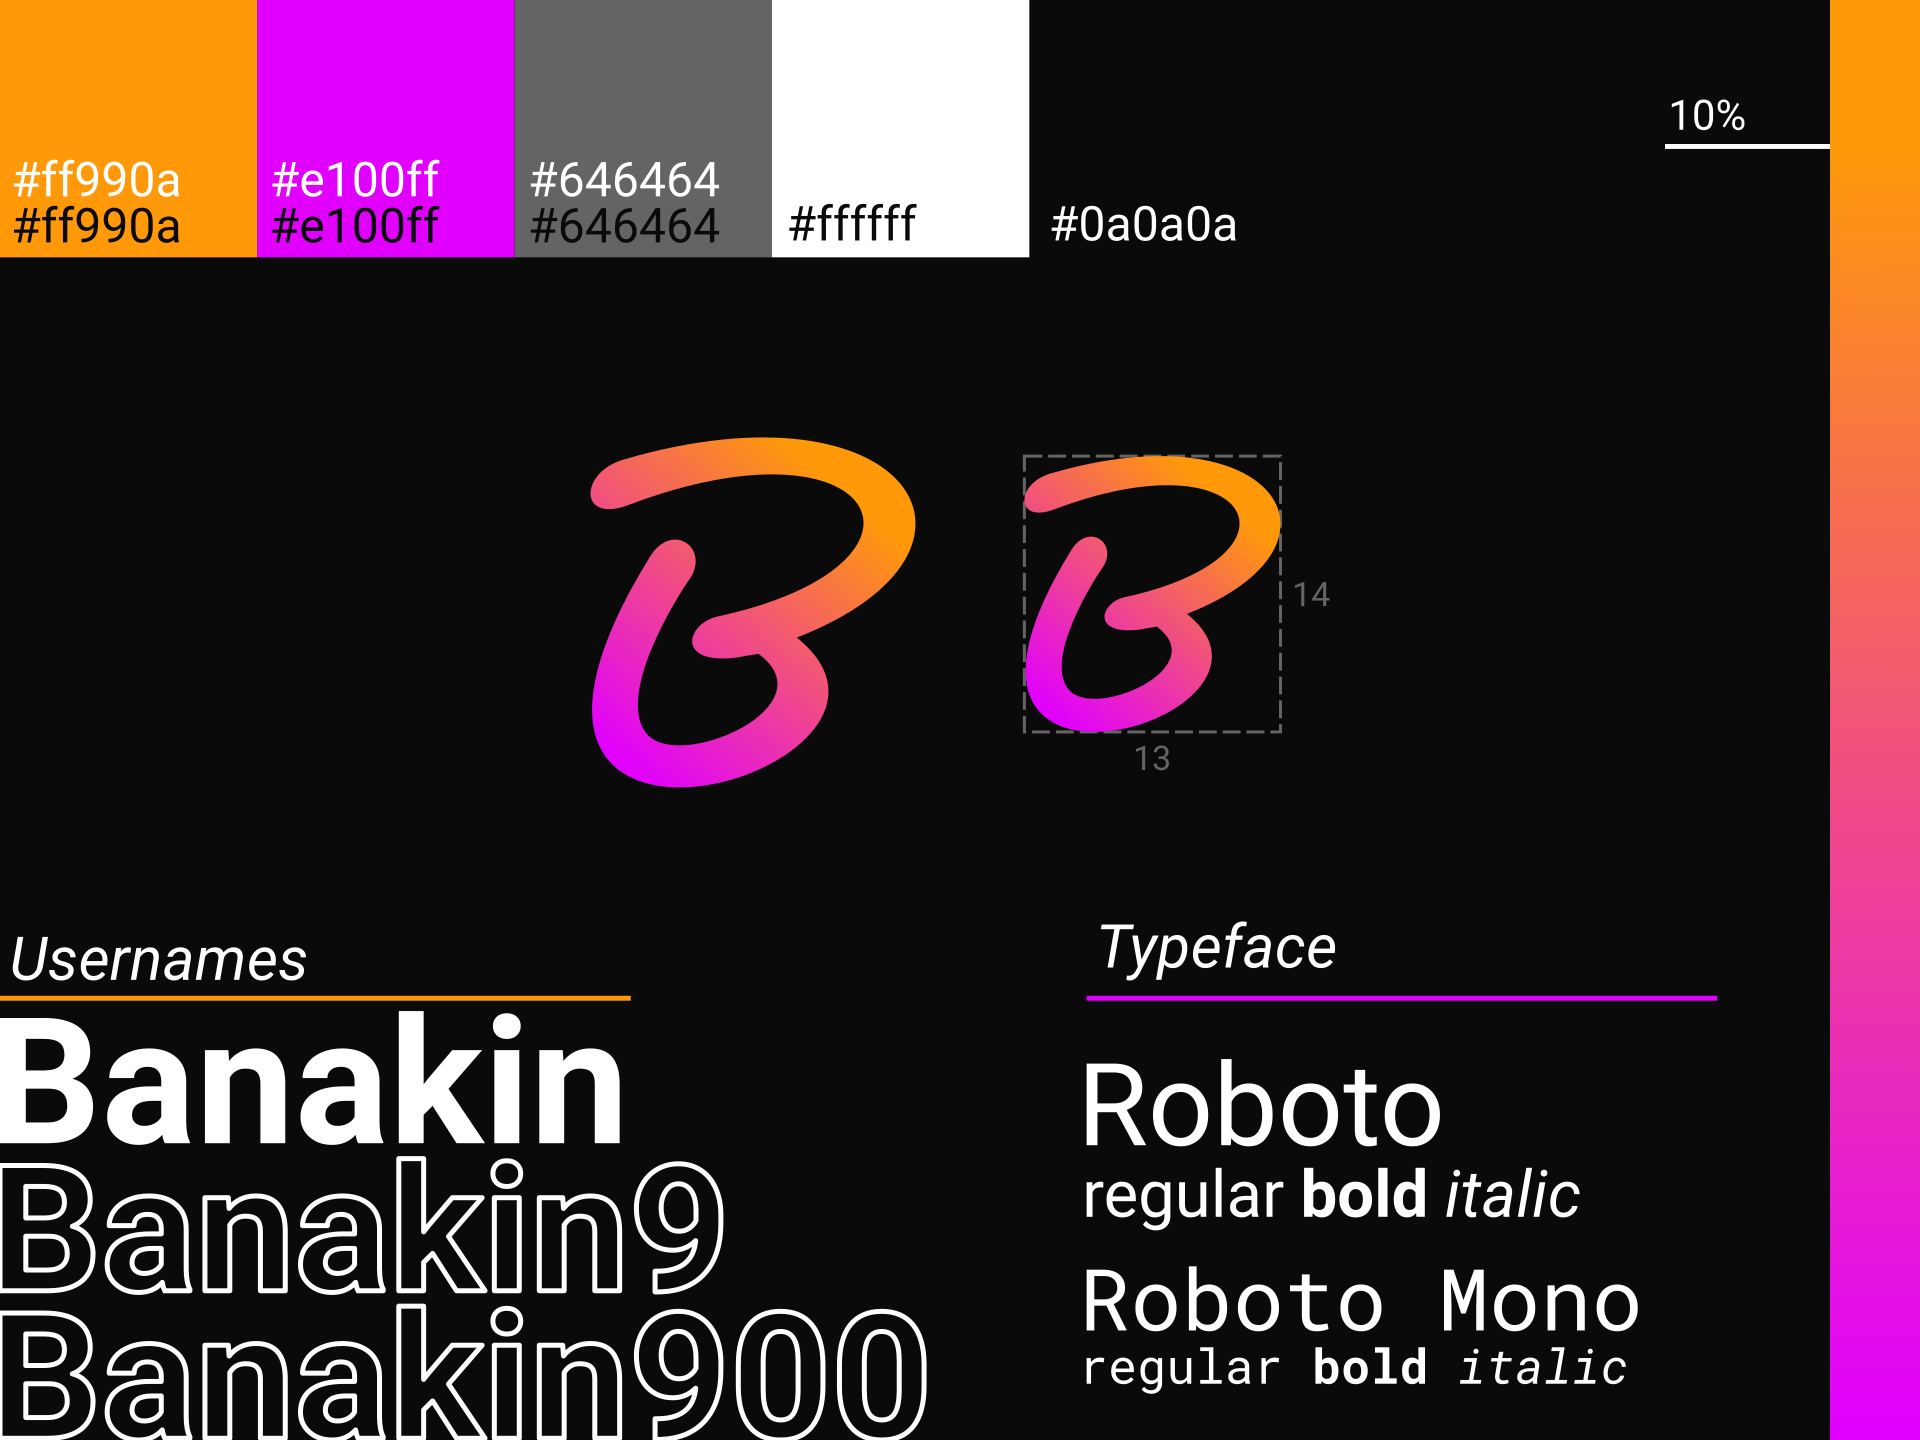 #ff990a
#ff990a
#e100ff
#e100ff
#646464
#646464
#ffffff
#0a0a0a
10%
B
B
14
13
Usernames
Banakin
Banakin9
Banakin900
Typeface
Roboto
regular bold italic
Roboto Mono
regular bold italic